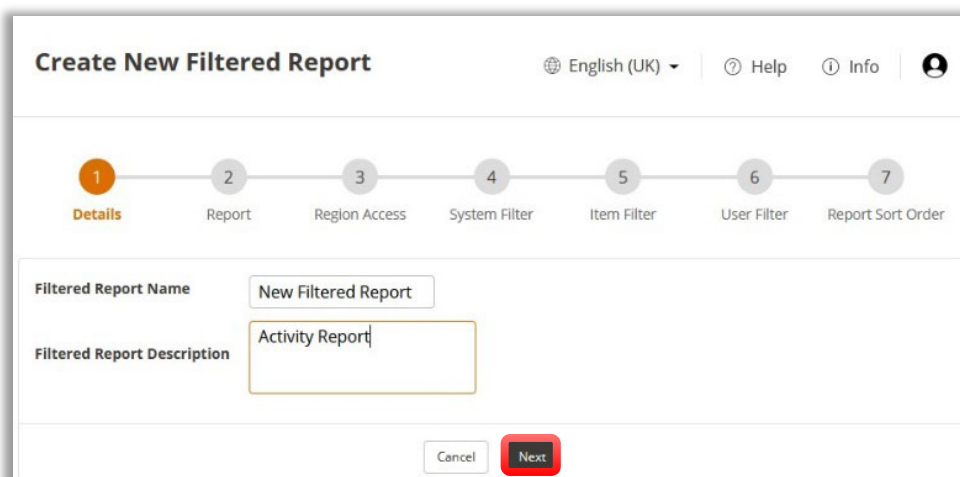 Create New Filtered Report
English (UK)
Help
Info
1 2 3 4 5 6 7
Details Report Region Access System Filter Item Filter User Filter Report Sort Order
Filtered Report Name New Filtered Report
Filtered Report Description Activity Report
Cancel Next